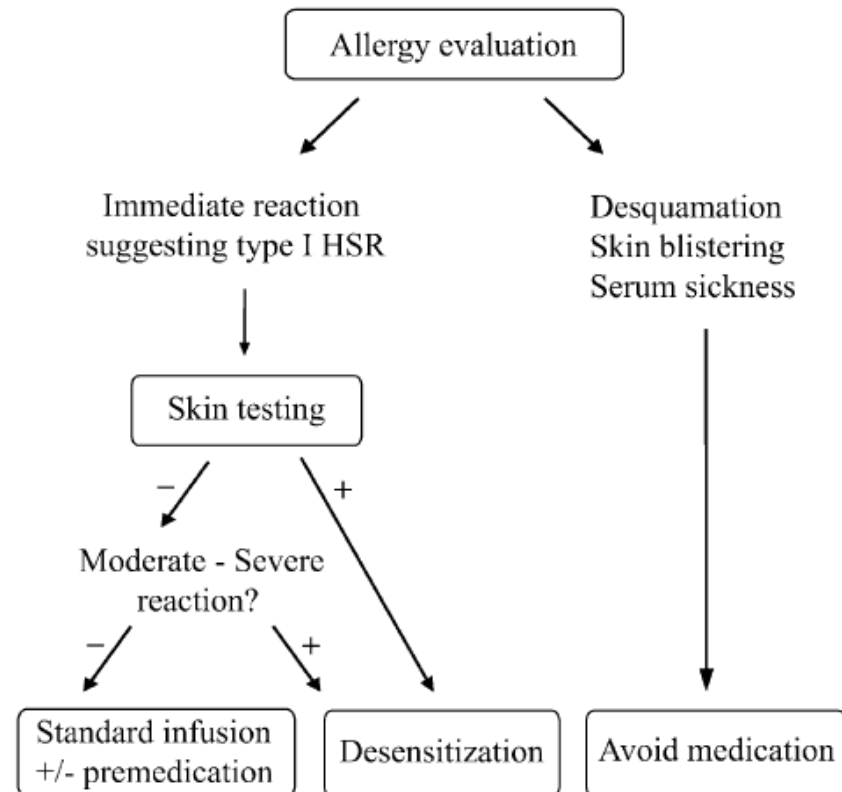 Allergy evaluation
Immediate reaction
suggesting type I HSR
Desquamation
Skin blistering
Serum sickness
Skin testing
− +
Moderate - Severe
reaction?
− +
Standard infusion
+/- premedication
Desensitization
Avoid medication